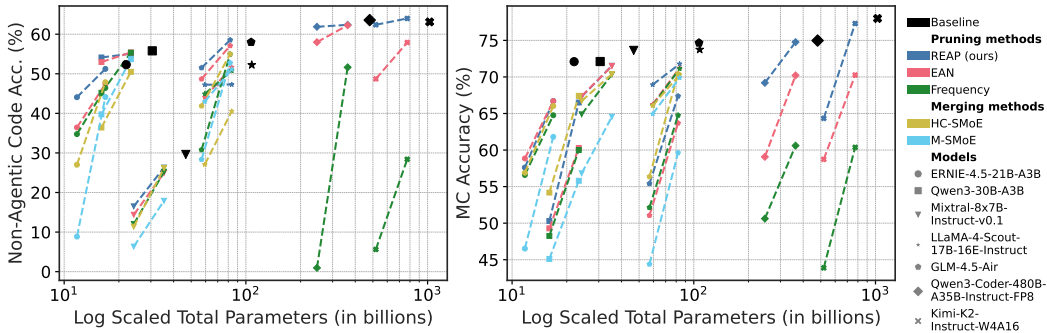 Non-Agentic Code Acc. (%)
60
50
40
30
20
10
0
10¹
10²
10³
Log Scaled Total Parameters (in billions)
MC Accuracy (%)
75
70
65
60
55
50
45
10¹
10²
10³
Log Scaled Total Parameters (in billions)
Baseline
Pruning methods
REAP (ours)
EAN
Frequency
Merging methods
HC-SMoE
M-SMoE
Models
ERNIE-4.5-21B-A3B
Qwen3-30B-A3B
Mixtral-8x7B-
Instruct-v0.1
LLaMA-4-Scout-
17B-16E-Instruct
GLM-4.5-Air
Qwen3-Coder-480B-
A35B-Instruct-FP8
Kimi-K2-
Instruct-W4A16